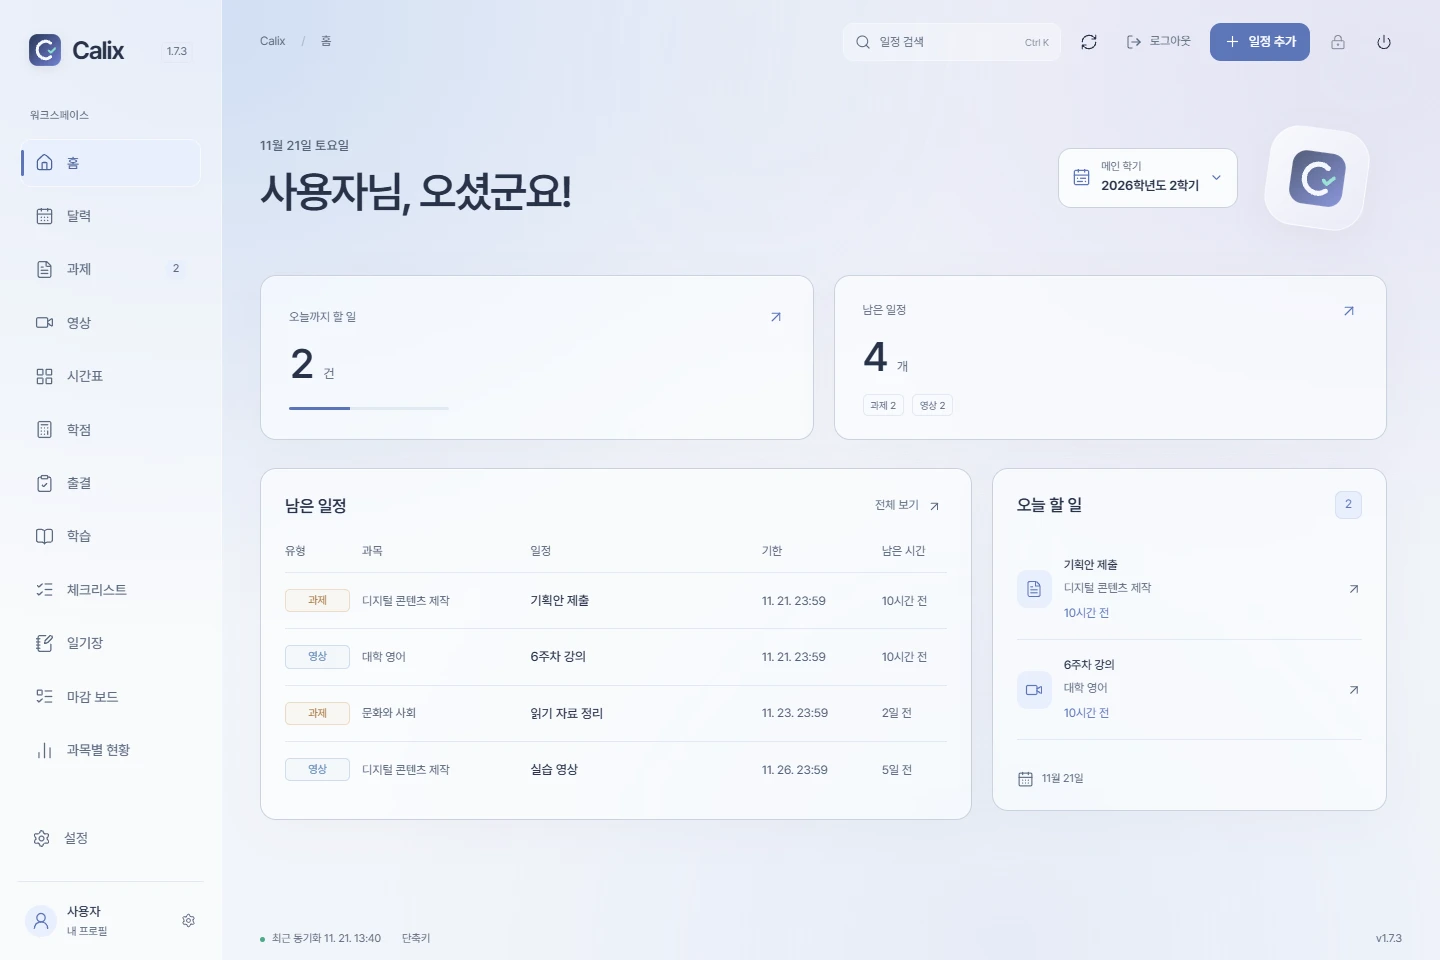 Calix
1.7.3
워크스페이스
홈
달력
과제
2
영상
시간표
학점
출결
학습
체크리스트
일기장
마감 보드
과목별 현황
설정
사용자
내 프로필
Calix / 홈
일정 검색 Ctrl K
로그아웃
일정 추가
11월 21일 토요일
사용자님, 오셨군요!
메인 학기
2026학년도 2학기
오늘까지 할 일
2 건
남은 일정
4 개
과제 2 영상 2
남은 일정
전체 보기
유형 과목 일정 기한 남은 시간
과제 디지털 콘텐츠 제작 기획안 제출 11. 21. 23:59 10시간 전
영상 대학 영어 6주차 강의 11. 21. 23:59 10시간 전
과제 문화와 사회 읽기 자료 정리 11. 23. 23:59 2일 전
영상 디지털 콘텐츠 제작 실습 영상 11. 26. 23:59 5일 전
오늘 할 일
2
기획안 제출
디지털 콘텐츠 제작
10시간 전
6주차 강의
대학 영어
10시간 전
11월 21일
최근 동기화 11. 21. 13:40 단축키
v1.7.3